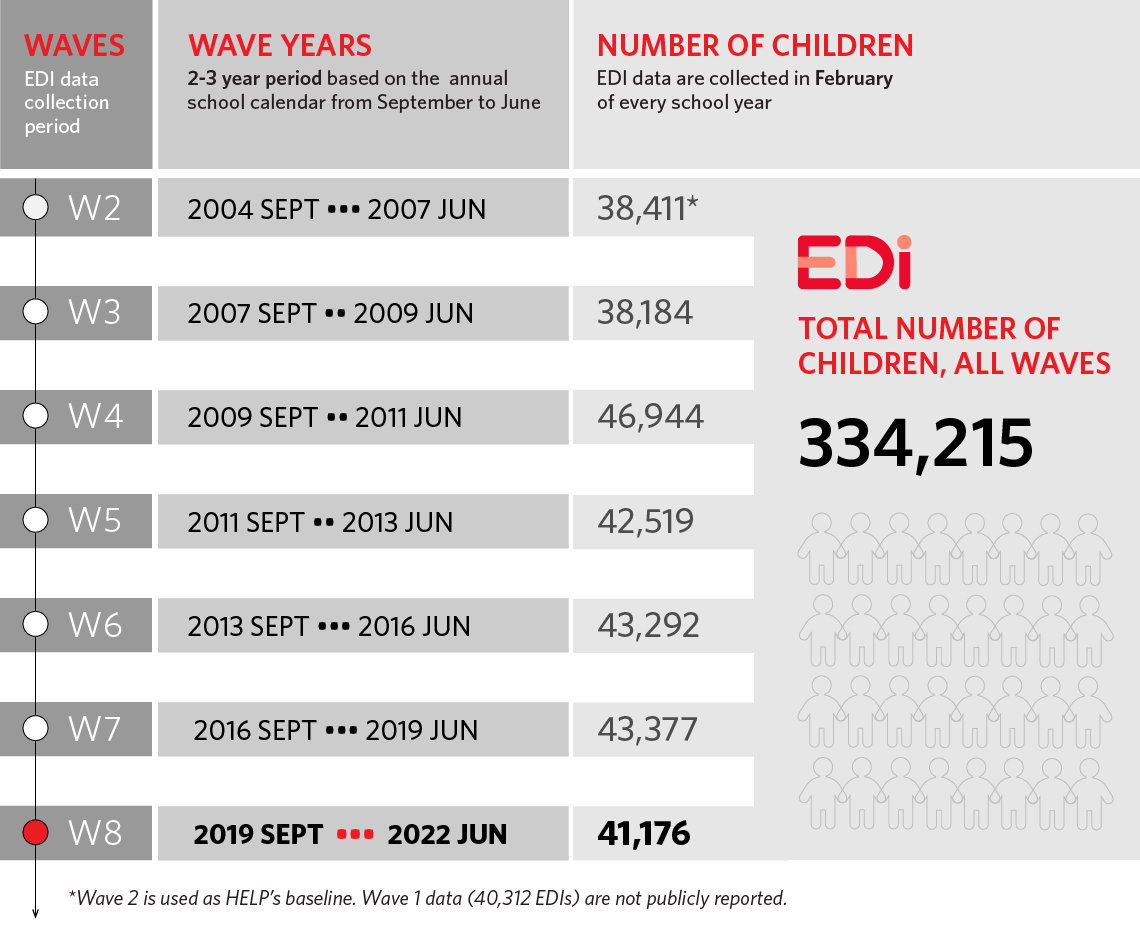 WAVES
EDI data
collection
period
WAVE YEARS
2-3 year period based on the annual
school calendar from September to June
NUMBER OF CHILDREN
EDI data are collected in February
of every school year
W2
2004 SEPT ••• 2007 JUN
38,411*
W3
2007 SEPT •• 2009 JUN
38,184
W4
2009 SEPT •• 2011 JUN
46,944
W5
2011 SEPT •• 2013 JUN
42,519
W6
2013 SEPT ••• 2016 JUN
43,292
W7
2016 SEPT ••• 2019 JUN
43,377
W8
2019 SEPT ••• 2022 JUN
41,176
EDi
TOTAL NUMBER OF
CHILDREN, ALL WAVES
334,215
*Wave 2 is used as HELP's baseline. Wave 1 data (40,312 EDIs) are not publicly reported.